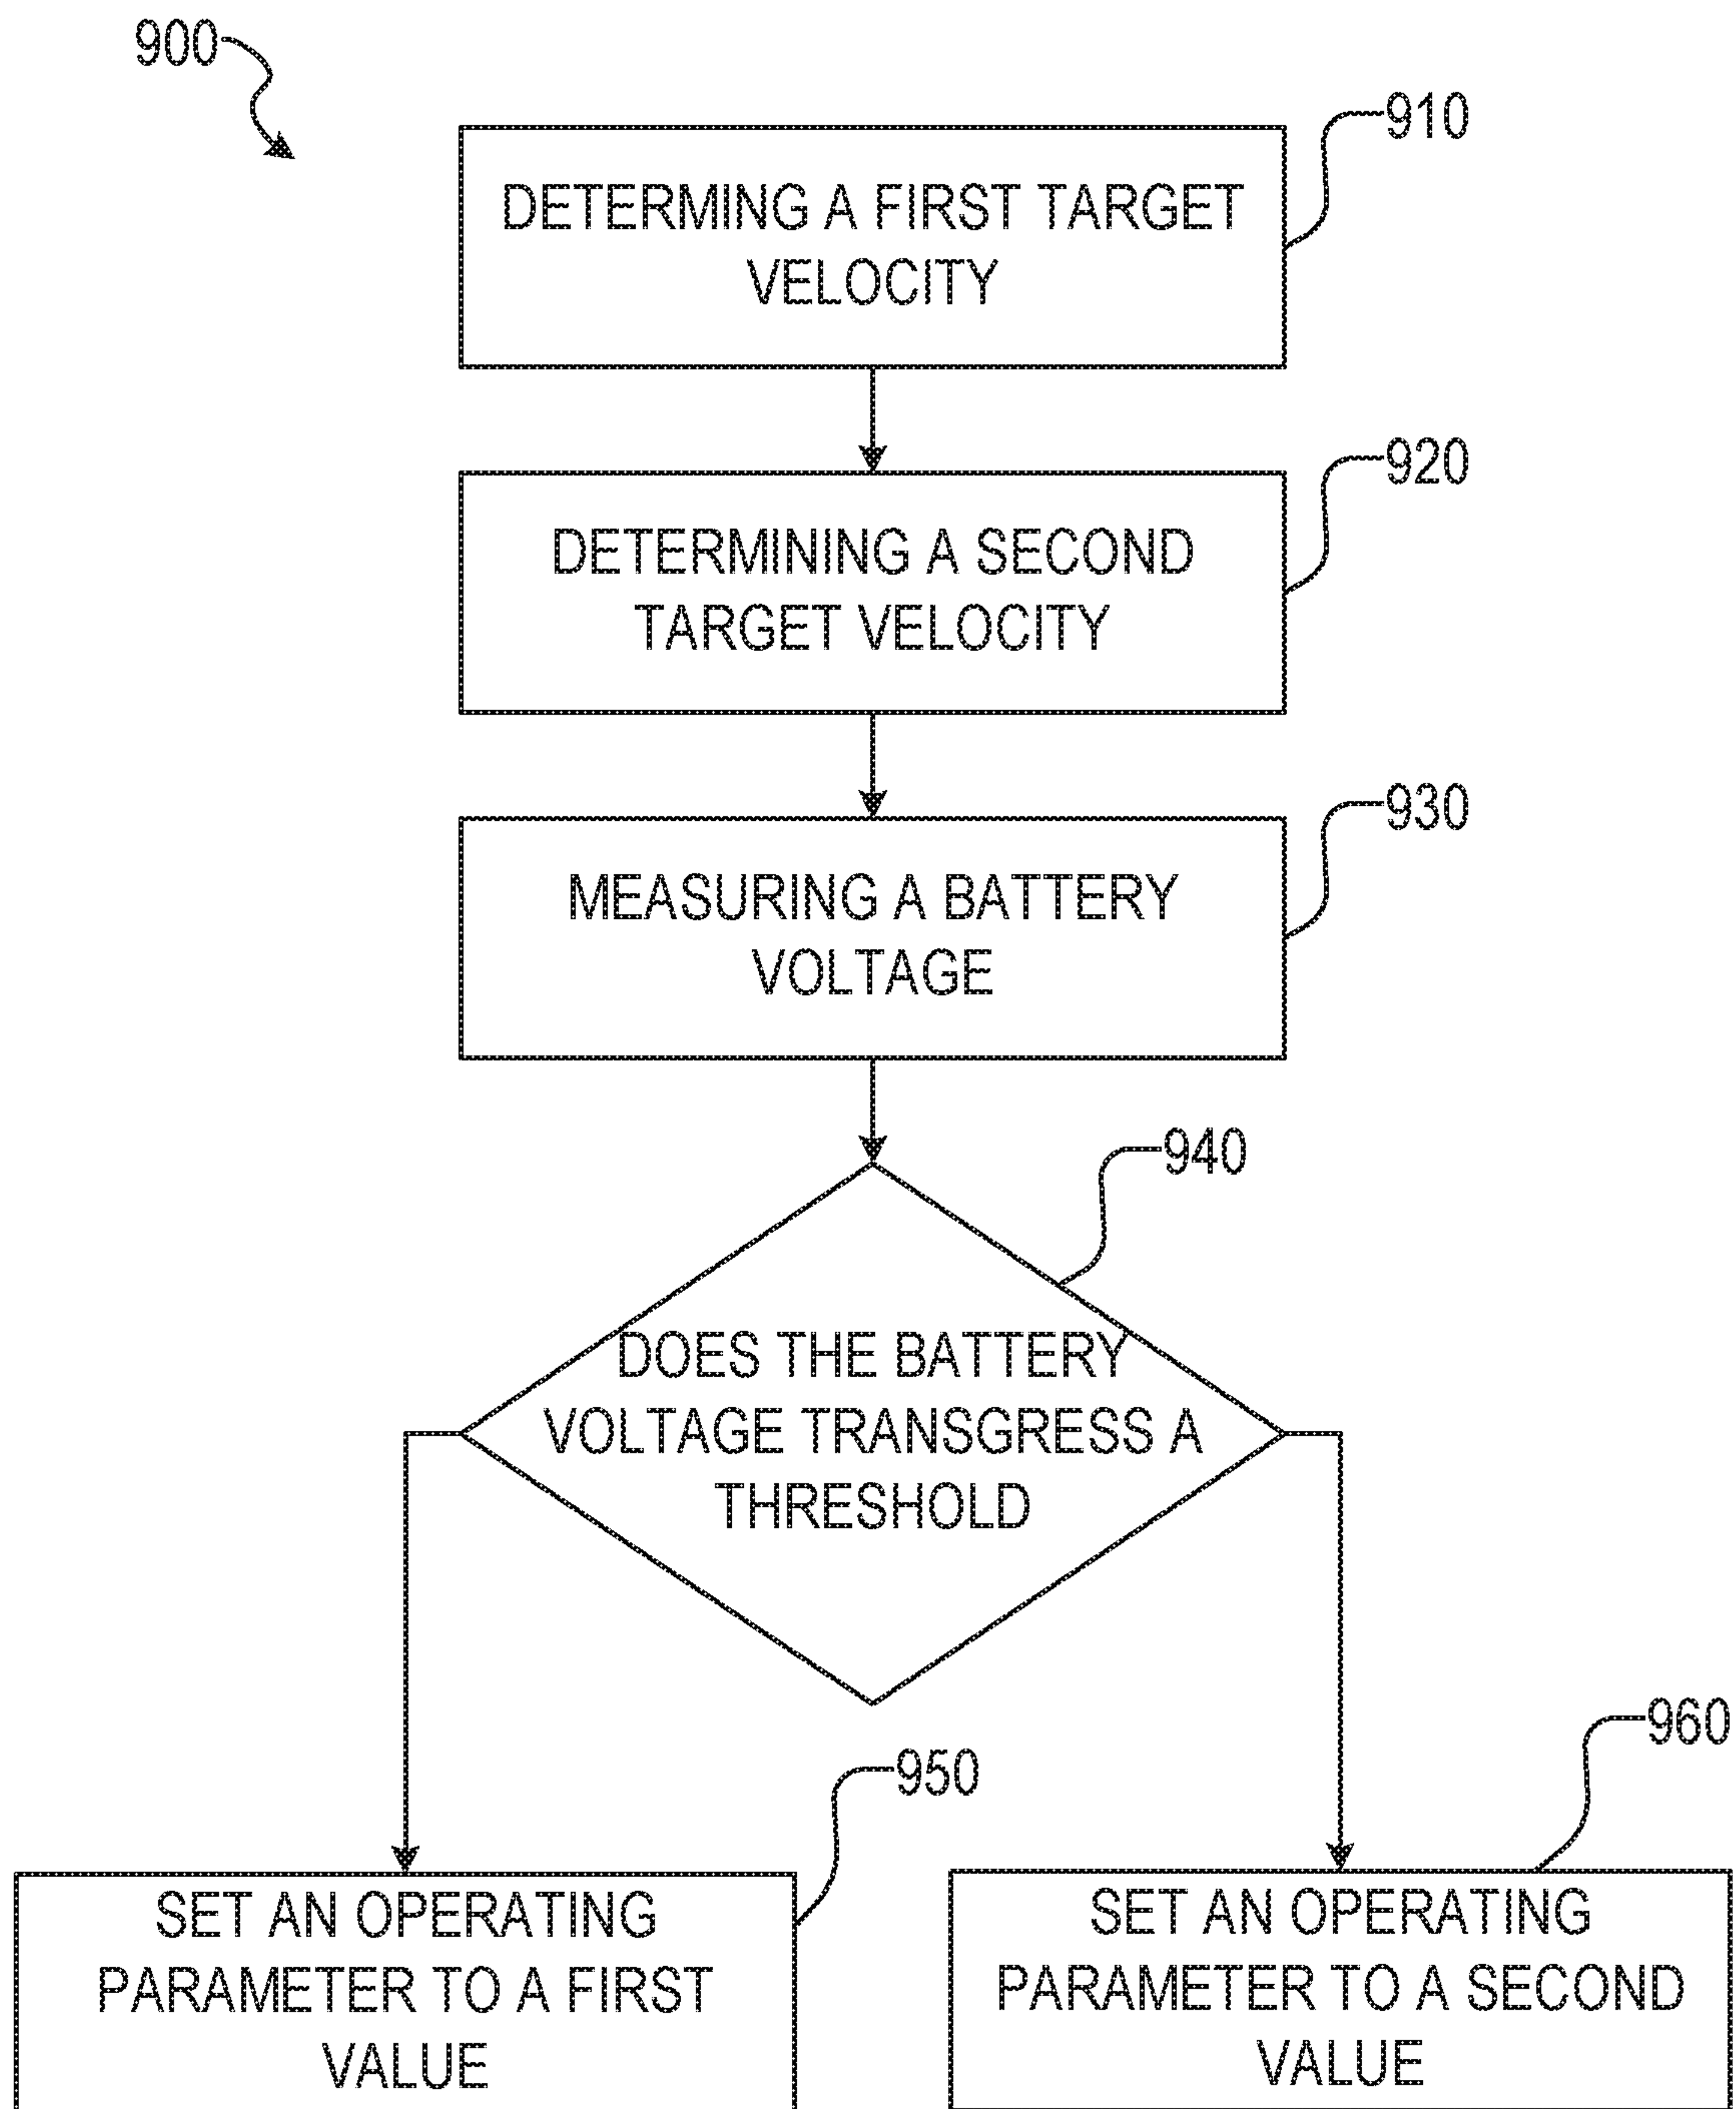 900
910
DETERMING A FIRST TARGET
VELOCITY
920
DETERMINING A SECOND
TARGET VELOCITY
930
MEASURING A BATTERY
VOLTAGE
940
DOES THE BATTERY
VOLTAGE TRANSGRESS A
THRESHOLD
950
SET AN OPERATING
PARAMETER TO A FIRST
VALUE
960
SET AN OPERATING
PARAMETER TO A SECOND
VALUE